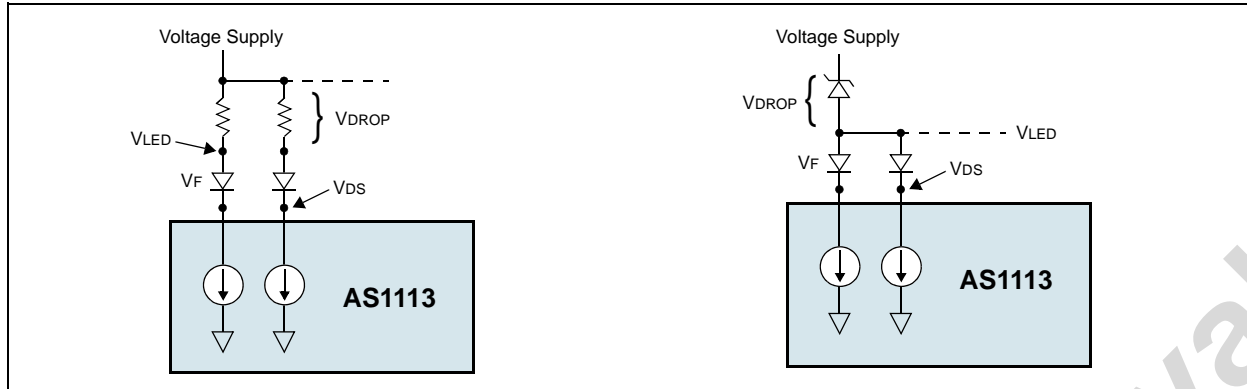 Voltage Supply
VDROP
VLED
VF
VDS
AS1113
Voltage Supply
VDROP
VLED
VF
VDS
AS1113